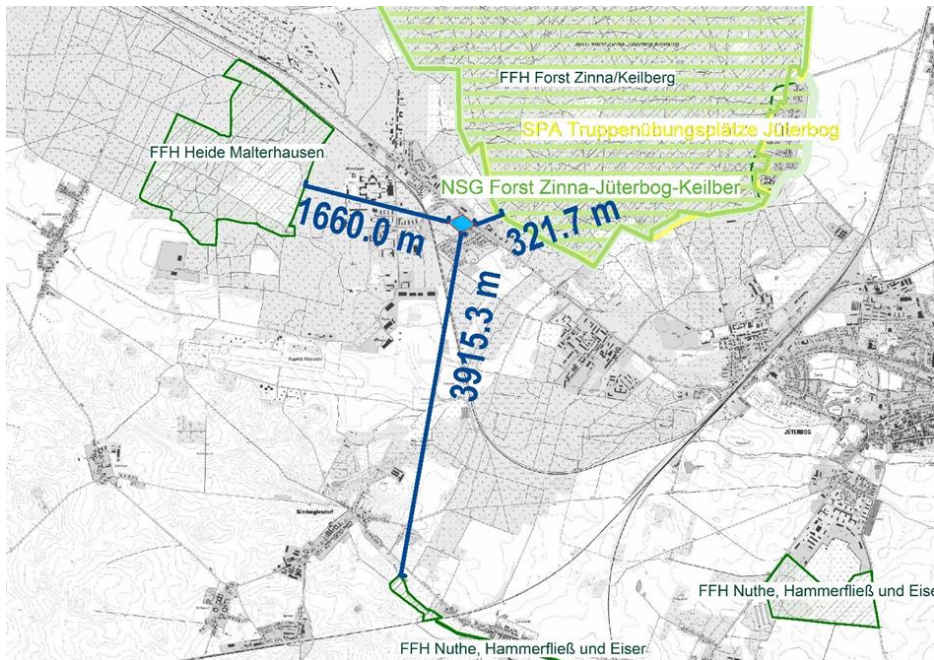 FFH Forst Zinna/Keilberg
SPA Truppenübungsplätze Jüterbog
FFH Heide Malterhausen
NSG Forst Zinna-Jüterbog-Keilber
1660.0 m
321.7 m
3915.3 m
JÜTERBOG
FFH Nuthe, Hammerfließ und Eise
FFH Nuthe, Hammerfließ und Eiser